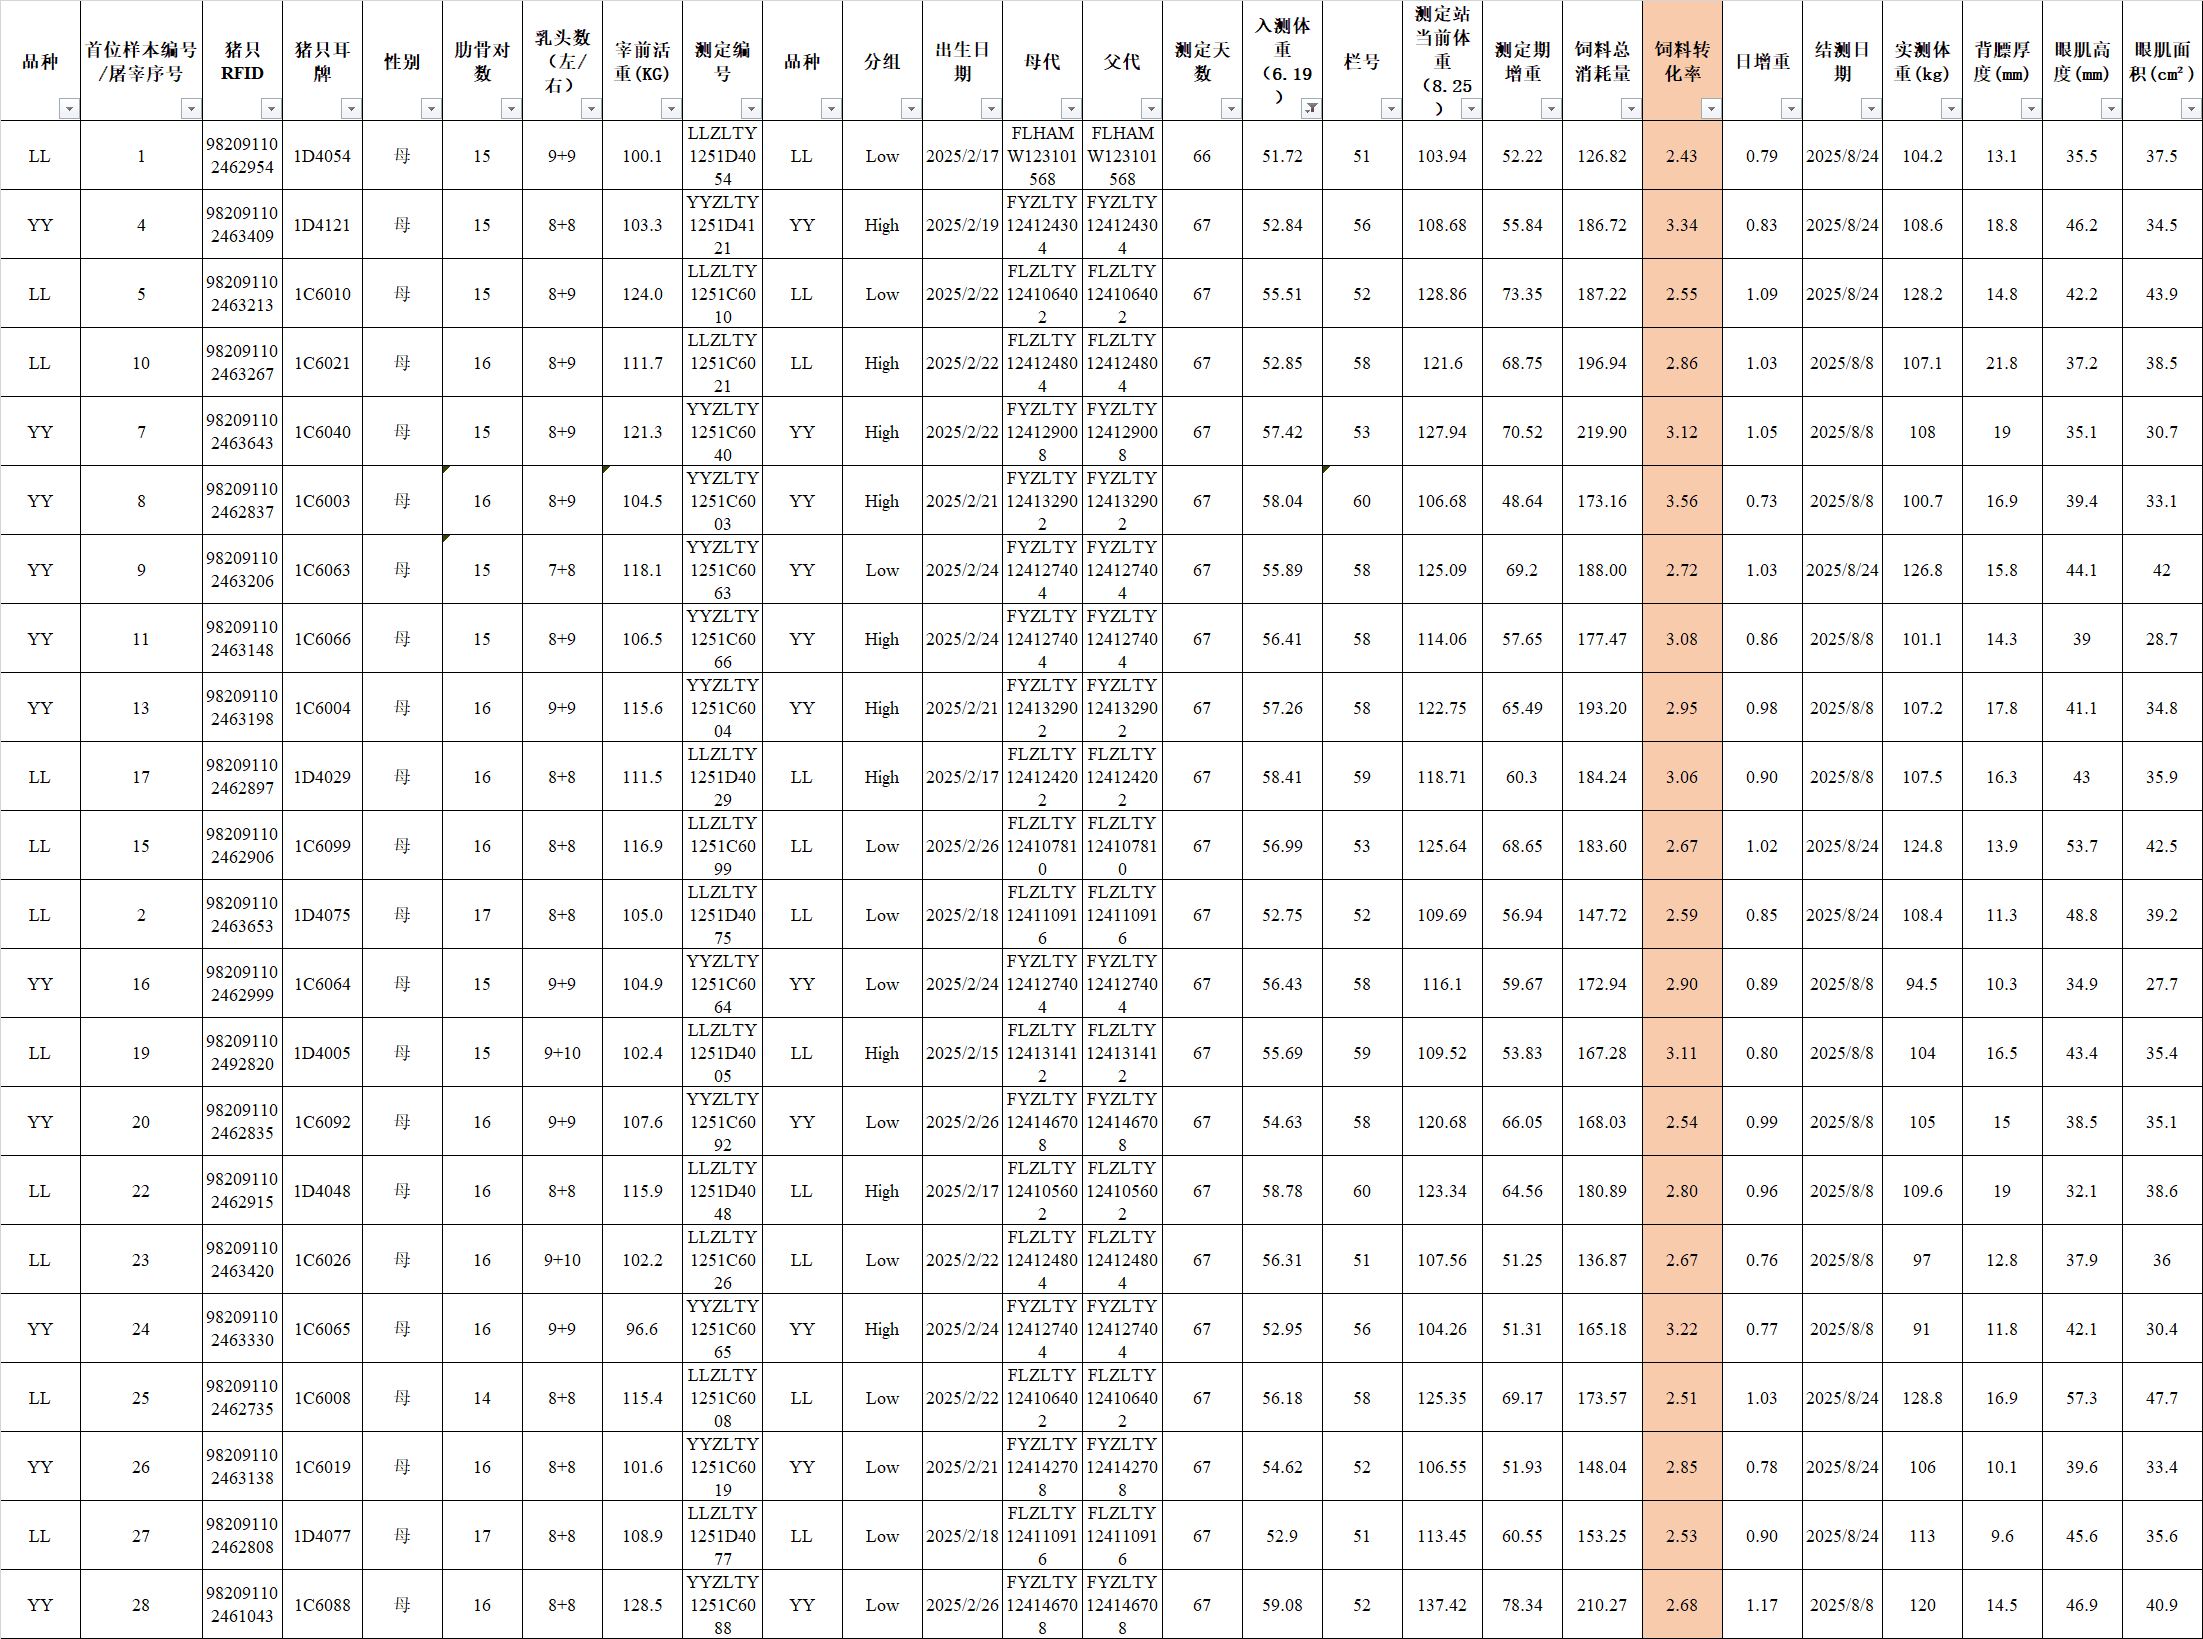 品种 首位样本编号/屠宰序号 猪只RFID 猪只耳牌 性别 肋骨对数 乳头数（左/右） 宰前活重(KG) 测定编号 品种 分组 出生日期 母代 父代 测定天数 入测体重（6.19） 栏号 测定站当前体重（8.25） 测定期增重 饲料总消耗量 饲料转化率 日增重 结测日期 实测体重(kg) 背膘厚度(mm) 眼肌高度(mm) 眼肌面积(cm²)
LL 1 982091102462954 1D4054 母 15 9+9 100.1 LLZLTY1251D4054 LL Low 2025/2/17 FLHAMW123101568 FLHAMW123101568 66 51.72 51 103.94 52.22 126.82 2.43 0.79 2025/8/24 104.2 13.1 35.5 37.5
YY 4 982091102463409 1D4121 母 15 8+8 103.3 YYZLTY1251D4121 YY High 2025/2/19 FYZLTY124124304 FYZLTY124124304 67 52.84 56 108.68 55.84 186.72 3.34 0.83 2025/8/24 108.6 18.8 46.2 34.5
LL 5 982091102463213 1C6010 母 15 8+9 124.0 LLZLTY1251C6010 LL Low 2025/2/22 FLZLTY124106402 FLZLTY124106402 67 55.51 52 128.86 73.35 187.22 2.55 1.09 2025/8/24 128.2 14.8 42.2 43.9
LL 10 982091102463267 1C6021 母 16 8+9 111.7 LLZLTY1251C6021 LL High 2025/2/22 FLZLTY124124804 FLZLTY124124804 67 52.85 58 121.6 68.75 196.94 2.86 1.03 2025/8/8 107.1 21.8 37.2 38.5
YY 7 982091102463643 1C6040 母 15 8+9 121.3 YYZLTY1251C6040 YY High 2025/2/22 FYZLTY124129008 FYZLTY124129008 67 57.42 53 127.94 70.52 219.90 3.12 1.05 2025/8/8 108 19 35.1 30.7
YY 8 982091102462837 1C6003 母 16 8+9 104.5 YYZLTY1251C6003 YY High 2025/2/21 FYZLTY124132902 FYZLTY124132902 67 58.04 60 106.68 48.64 173.16 3.56 0.73 2025/8/8 100.7 16.9 39.4 33.1
YY 9 982091102463206 1C6063 母 15 7+8 118.1 YYZLTY1251C6063 YY Low 2025/2/24 FYZLTY124127404 FYZLTY124127404 67 55.89 58 125.09 69.2 188.00 2.72 1.03 2025/8/24 126.8 15.8 44.1 42
YY 11 982091102463148 1C6066 母 15 8+9 106.5 YYZLTY1251C6066 YY High 2025/2/24 FYZLTY124127404 FYZLTY124127404 67 56.41 58 114.06 57.65 177.47 3.08 0.86 2025/8/8 101.1 14.3 39 28.7
YY 13 982091102463198 1C6004 母 16 9+9 115.6 YYZLTY1251C6004 YY High 2025/2/21 FYZLTY124132902 FYZLTY124132902 67 57.26 58 122.75 65.49 193.20 2.95 0.98 2025/8/8 107.2 17.8 41.1 34.8
LL 17 982091102462897 1D4029 母 16 8+8 111.5 LLZLTY1251D4029 LL High 2025/2/17 FLZLTY124124202 FLZLTY124124202 67 58.41 59 118.71 60.3 184.24 3.06 0.90 2025/8/8 107.5 16.3 43 35.9
LL 15 982091102462906 1C6099 母 16 8+8 116.9 LLZLTY1251C6099 LL Low 2025/2/26 FLZLTY124107810 FLZLTY124107810 67 56.99 53 125.64 68.65 183.60 2.67 1.02 2025/8/24 124.8 13.9 53.7 42.5
LL 2 982091102463653 1D4075 母 17 8+8 105.0 LLZLTY1251D4075 LL Low 2025/2/18 FLZLTY124110916 FLZLTY124110916 67 52.75 52 109.69 56.94 147.72 2.59 0.85 2025/8/24 108.4 11.3 48.8 39.2
YY 16 982091102462999 1C6064 母 15 9+9 104.9 YYZLTY1251C6064 YY Low 2025/2/24 FYZLTY124127404 FYZLTY124127404 67 56.43 58 116.1 59.67 172.94 2.90 0.89 2025/8/8 94.5 10.3 34.9 27.7
LL 19 982091102492820 1D4005 母 15 9+10 102.4 LLZLTY1251D4005 LL High 2025/2/15 FLZLTY124131412 FLZLTY124131412 67 55.69 59 109.52 53.83 167.28 3.11 0.80 2025/8/8 104 16.5 43.4 35.4
YY 20 982091102462835 1C6092 母 16 9+9 107.6 YYZLTY1251C6092 YY Low 2025/2/26 FYZLTY124146708 FYZLTY124146708 67 54.63 58 120.68 66.05 168.03 2.54 0.99 2025/8/8 105 15 38.5 35.1
LL 22 982091102462915 1D4048 母 16 8+8 115.9 LLZLTY1251D4048 LL High 2025/2/17 FLZLTY124105602 FLZLTY124105602 67 58.78 60 123.34 64.56 180.89 2.80 0.96 2025/8/8 109.6 19 32.1 38.6
LL 23 982091102463420 1C6026 母 16 9+10 102.2 LLZLTY1251C6026 LL Low 2025/2/22 FLZLTY124124804 FLZLTY124124804 67 56.31 51 107.56 51.25 136.87 2.67 0.76 2025/8/8 97 12.8 37.9 36
YY 24 982091102463330 1C6065 母 16 9+9 96.6 YYZLTY1251C6065 YY High 2025/2/24 FYZLTY124127404 FYZLTY124127404 67 52.95 56 104.26 51.31 165.18 3.22 0.77 2025/8/8 91 11.8 42.1 30.4
LL 25 982091102462735 1C6008 母 14 8+8 115.4 LLZLTY1251C6008 LL Low 2025/2/22 FLZLTY124106402 FLZLTY124106402 67 56.18 58 125.35 69.17 173.57 2.51 1.03 2025/8/24 128.8 16.9 57.3 47.7
YY 26 982091102463138 1C6019 母 16 8+8 101.6 YYZLTY1251C6019 YY Low 2025/2/21 FYZLTY124142708 FYZLTY124142708 67 54.62 52 106.55 51.93 148.04 2.85 0.78 2025/8/24 106 10.1 39.6 33.4
LL 27 982091102462808 1D4077 母 17 8+8 108.9 LLZLTY1251D4077 LL Low 2025/2/18 FLZLTY124110916 FLZLTY124110916 67 52.9 51 113.45 60.55 153.25 2.53 0.90 2025/8/24 113 9.6 45.6 35.6
YY 28 982091102461043 1C6088 母 16 8+8 128.5 YYZLTY1251C6088 YY Low 2025/2/26 FYZLTY124146708 FYZLTY124146708 67 59.08 52 137.42 78.34 210.27 2.68 1.17 2025/8/8 120 14.5 46.9 40.9